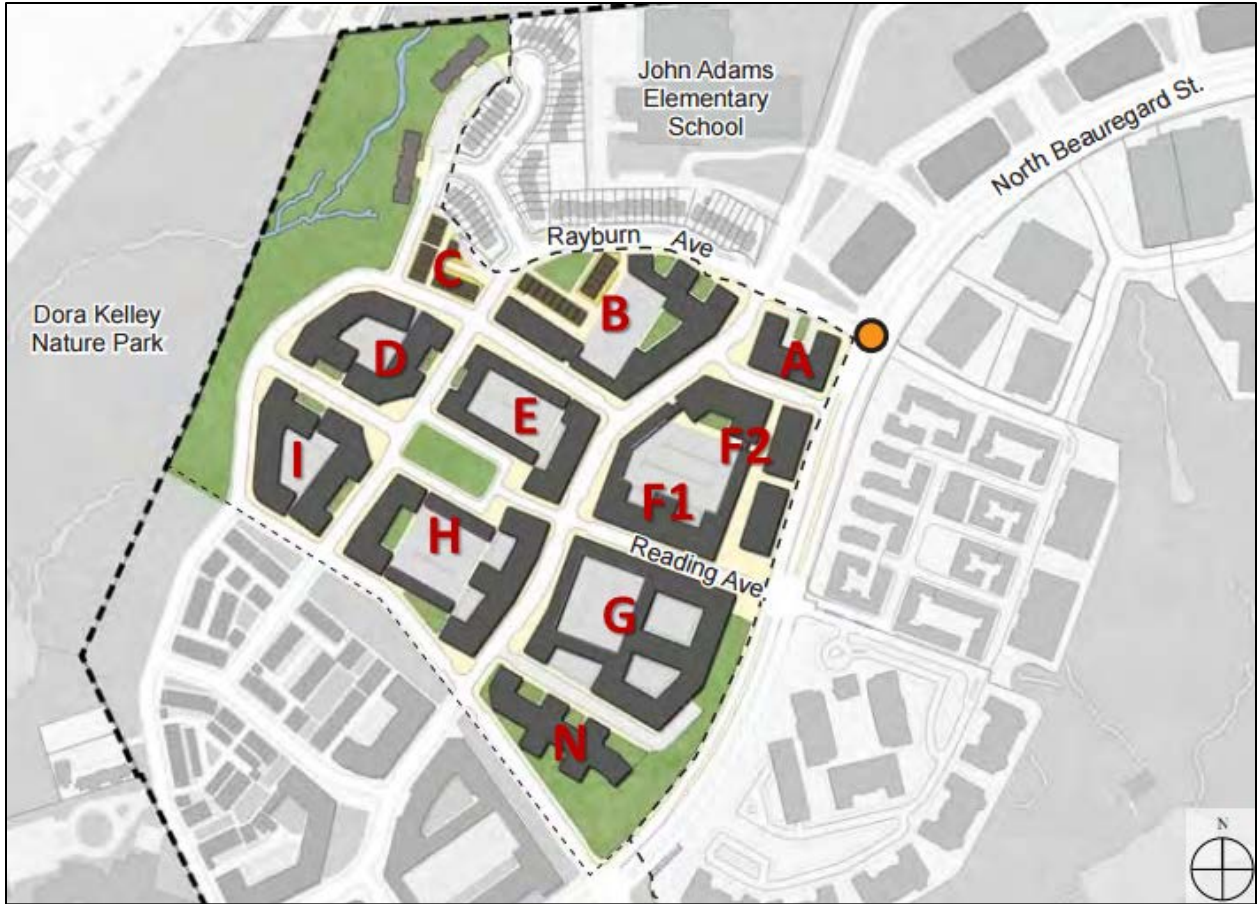 John Adams
Elementary
School
North Beauregard St.
Rayburn Ave
Dora Kelley
Nature Park
C
B
A
D
E
F2
I
F1
H
Reading Ave
G
N
N